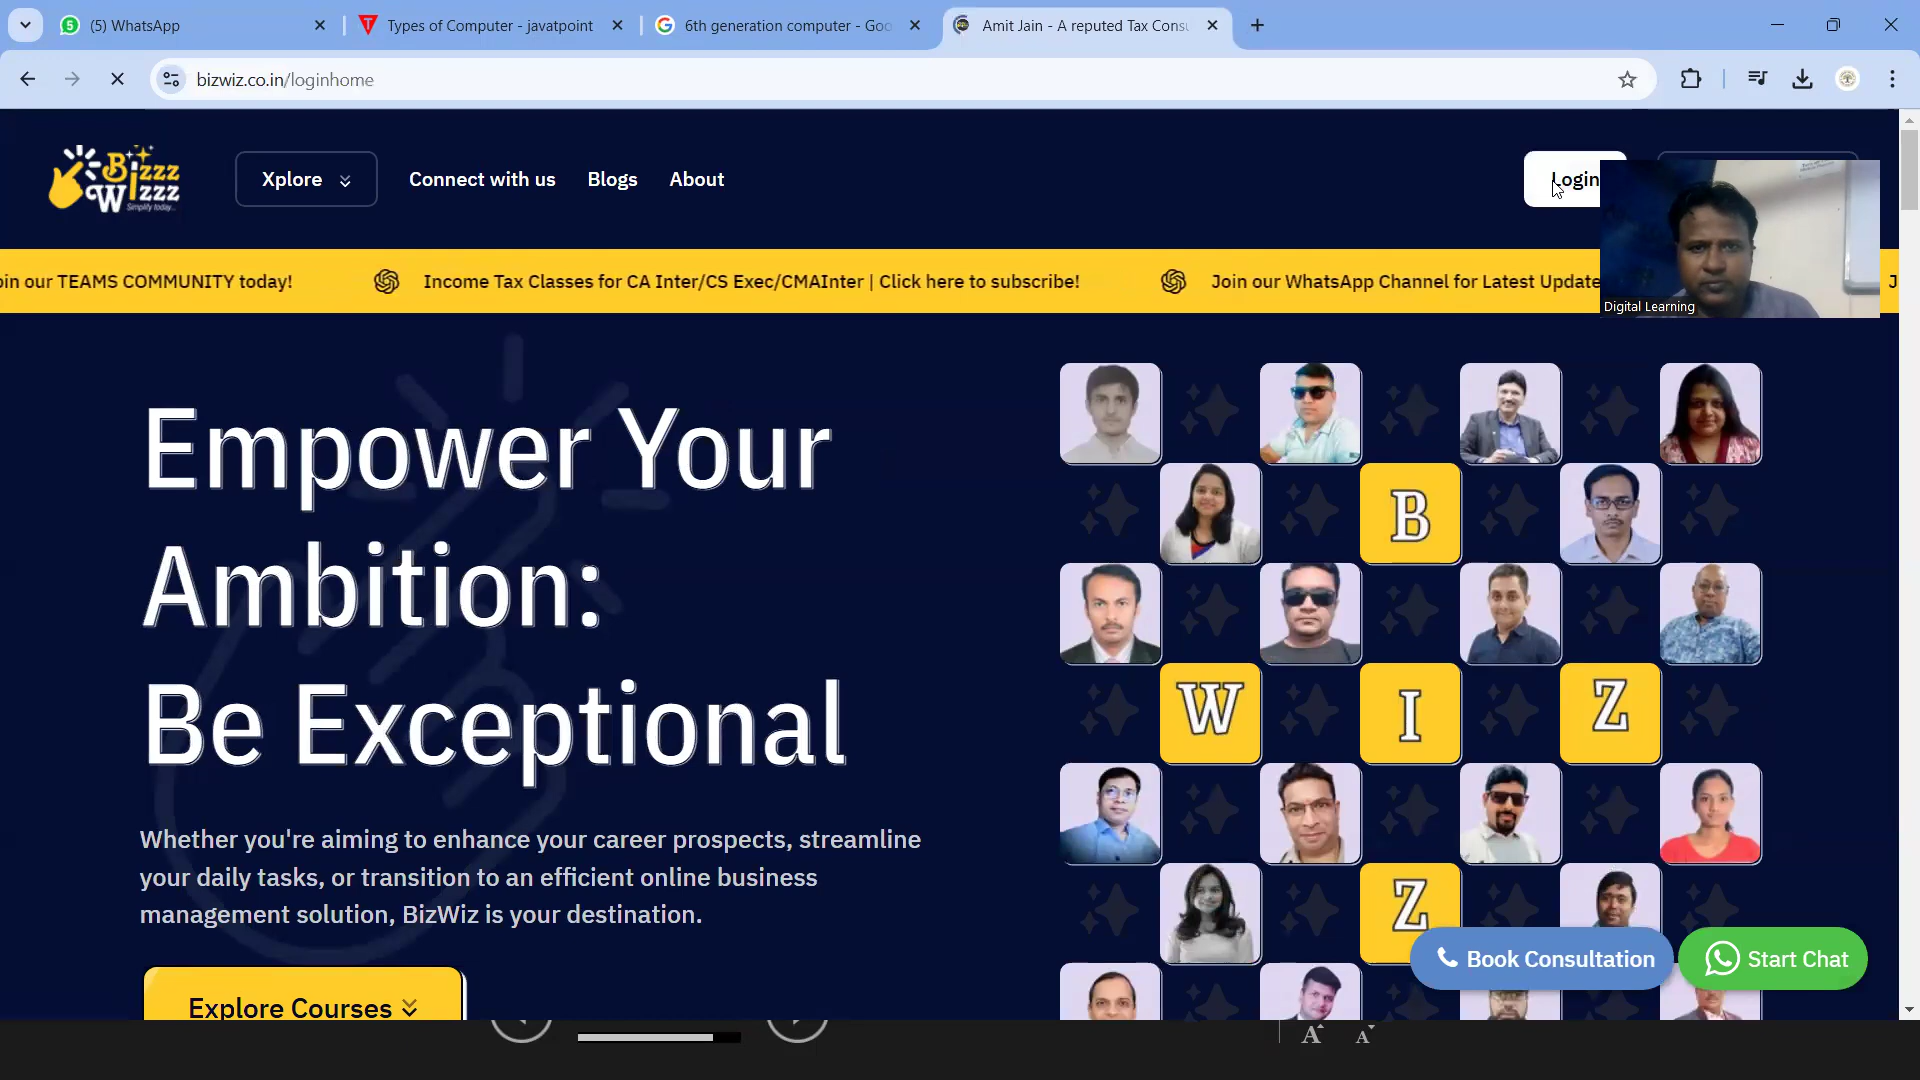 (5) WhatsApp
Types of Computer - javatpoint
6th generation computer - Goo
Amit Jain - A reputed Tax Consu
bizwiz.co.in/loginhome
Bizzz
Wizzz
Simplify today...
Xplore
Connect with us
Blogs
About
Login
oin our TEAMS COMMUNITY today!
Income Tax Classes for CA Inter/CS Exec/CMAInter | Click here to subscribe!
Join our WhatsApp Channel for Latest Update
J
Digital Learning
Empower Your
Ambition:
Be Exceptional
B
W I Z
Z
Whether you're aiming to enhance your career prospects, streamline
your daily tasks, or transition to an efficient online business
management solution, BizWiz is your destination.
Explore Courses
Book Consultation
Start Chat
A A